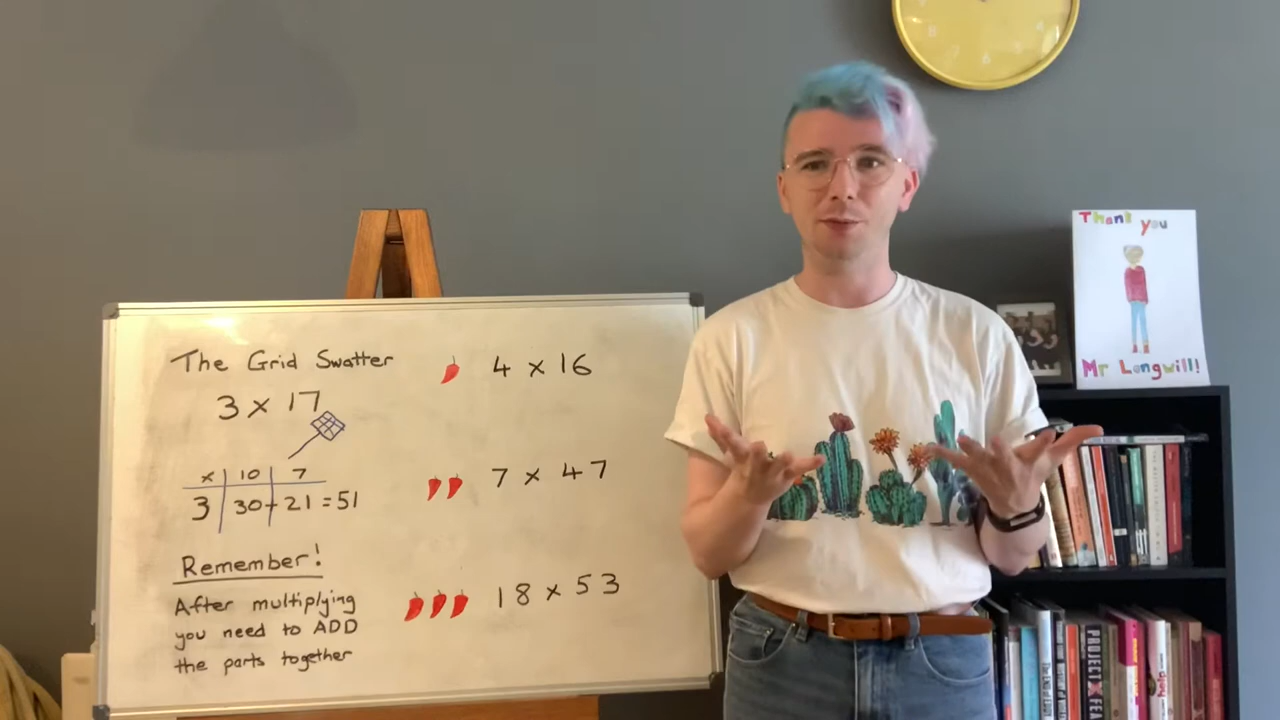 The Grid Swatter
3 x 17
x 10 7
3 30 + 21 = 51
Remember!
After multiplying
you need to ADD
the parts together
4 x 16
7 x 47
18 x 53
Thank you
Mr Longwill!
PROJECT FEAR